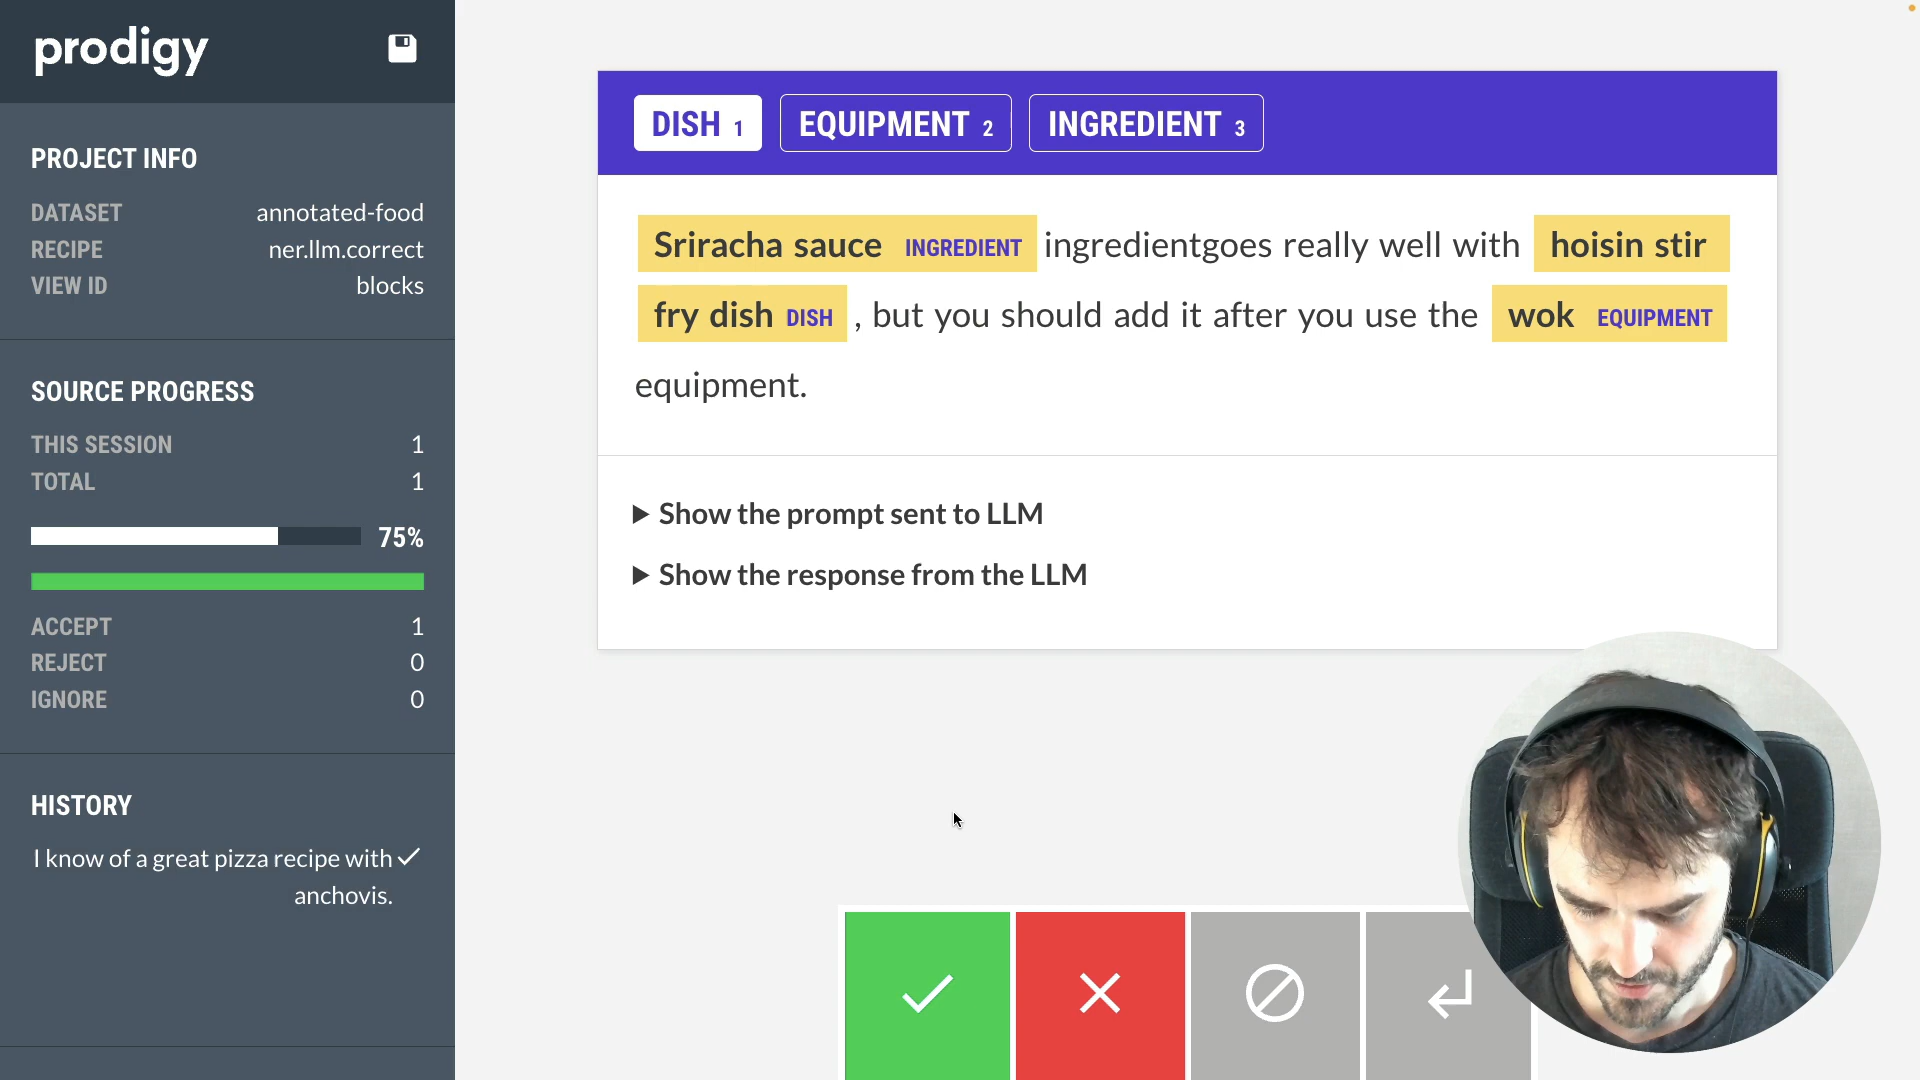 prodigy
PROJECT INFO
DATASET annotated-food
RECIPE ner.llm.correct
VIEW ID blocks
SOURCE PROGRESS
THIS SESSION 1
TOTAL 1
75%
ACCEPT 1
REJECT 0
IGNORE 0
HISTORY
I know of a great pizza recipe with
anchovis.
DISH 1 EQUIPMENT 2 INGREDIENT 3
Sriracha sauce INGREDIENT ingredientgoes really well with hoisin stir
fry dish DISH , but you should add it after you use the wok EQUIPMENT
equipment.
Show the prompt sent to LLM
Show the response from the LLM